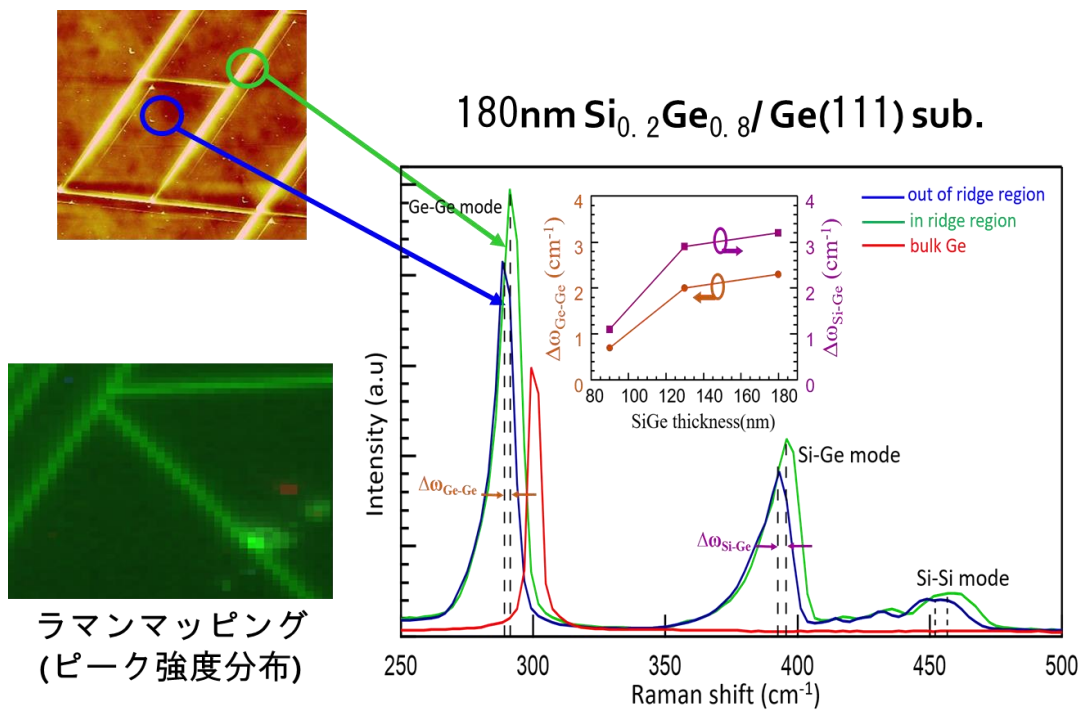 180nm Si0.2Ge0.8/ Ge(111) sub.
Ge-Ge mode
out of ridge region
in ridge region
bulk Ge
ΔωGe-Ge (cm-1)
4
3
2
1
0
ΔωSi-Ge (cm-1)
4
3
2
1
0
80 100 120 140 160 180
SiGe thickness(nm)
Si-Ge mode
ΔωGe-Ge
ΔωSi-Ge
Si-Si mode
Intensity (a.u)
250 300 350 400 450 500
Raman shift (cm-1)
ラマンマッピング
(ピーク強度分布)